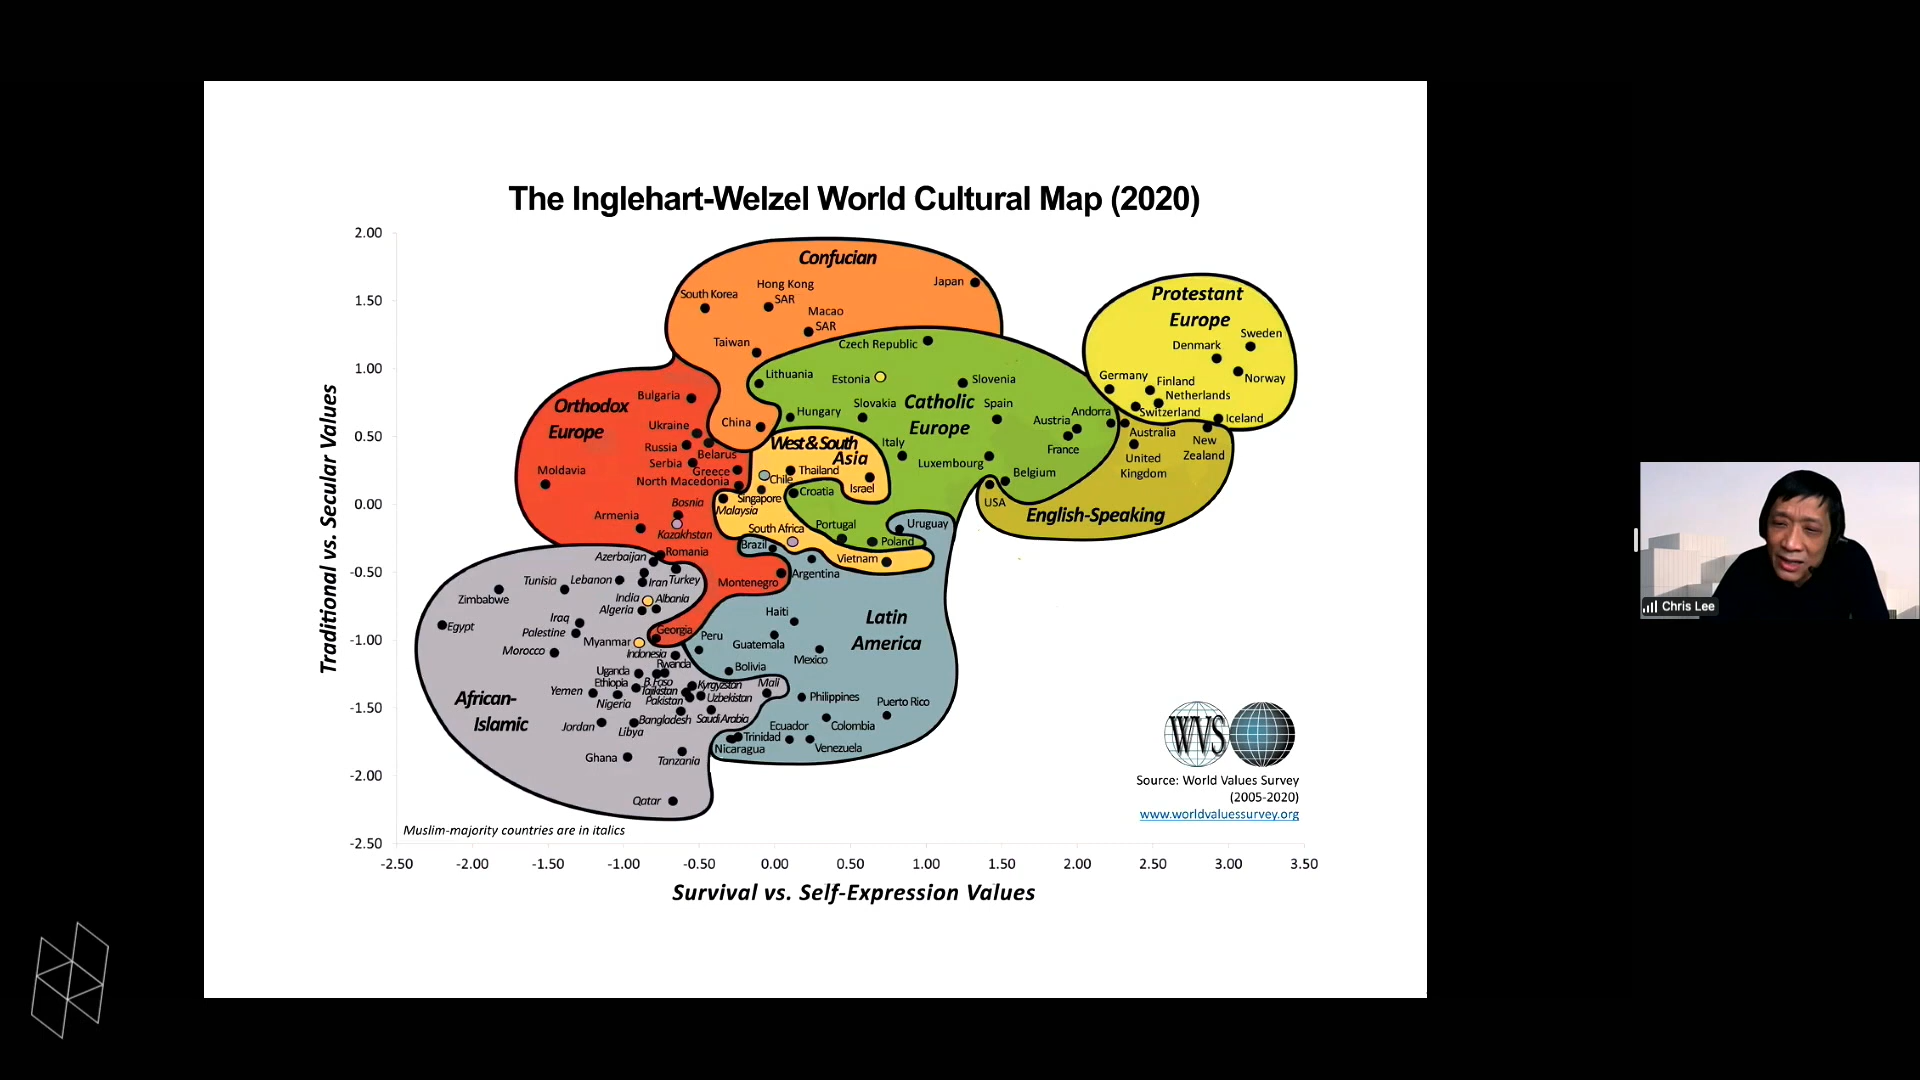 The Inglehart-Welzel World Cultural Map (2020)
2.00
1.50
1.00
0.50
0.00
-0.50
-1.00
-1.50
-2.00
-2.50
Traditional vs. Secular Values
Confucian
Japan
South Korea
Hong Kong
SAR
Macao
SAR
Taiwan
China
Protestant
Europe
Sweden
Denmark
Norway
Germany
Finland
Netherlands
Switzerland
Iceland
Catholic
Europe
Czech Republic
Lithuania
Estonia
Slovenia
Hungary
Slovakia
Spain
Andorra
Austria
France
Italy
Luxembourg
Belgium
Croatia
Portugal
Poland
English-Speaking
Australia
New
Zealand
United
Kingdom
USA
Orthodox
Europe
Bulgaria
Ukraine
Russia
Belarus
Serbia
Greece
North Macedonia
Moldavia
Bosnia
Armenia
Kazakhstan
Romania
Montenegro
Georgia
West & South
Asia
Thailand
Chile
Israel
Singapore
Malaysia
South Africa
Vietnam
Latin
America
Uruguay
Brazil
Argentina
Haiti
Peru
Guatemala
Mexico
Bolivia
Philippines
Puerto Rico
Ecuador
Colombia
Trinidad
Nicaragua
Venezuela
African-
Islamic
Azerbaijan
Tunisia
Lebanon
Iran
Turkey
Zimbabwe
India
Albania
Algeria
Iraq
Egypt
Palestine
Myanmar
Morocco
Indonesia
Rwanda
Uganda
Ethiopia
B. Faso
Tajikistan
Kyrgyzstan
Mali
Yemen
Nigeria
Pakistan
Uzbekistan
Jordan
Libya
Bangladesh
Saudi Arabia
Ghana
Tanzania
Qatar
Muslim-majority countries are in italics
WVS
Source: World Values Survey
(2005-2020)
www.worldvaluessurvey.org
-2.50 -2.00 -1.50 -1.00 -0.50 0.00 0.50 1.00 1.50 2.00 2.50 3.00 3.50
Survival vs. Self-Expression Values
Chris Lee